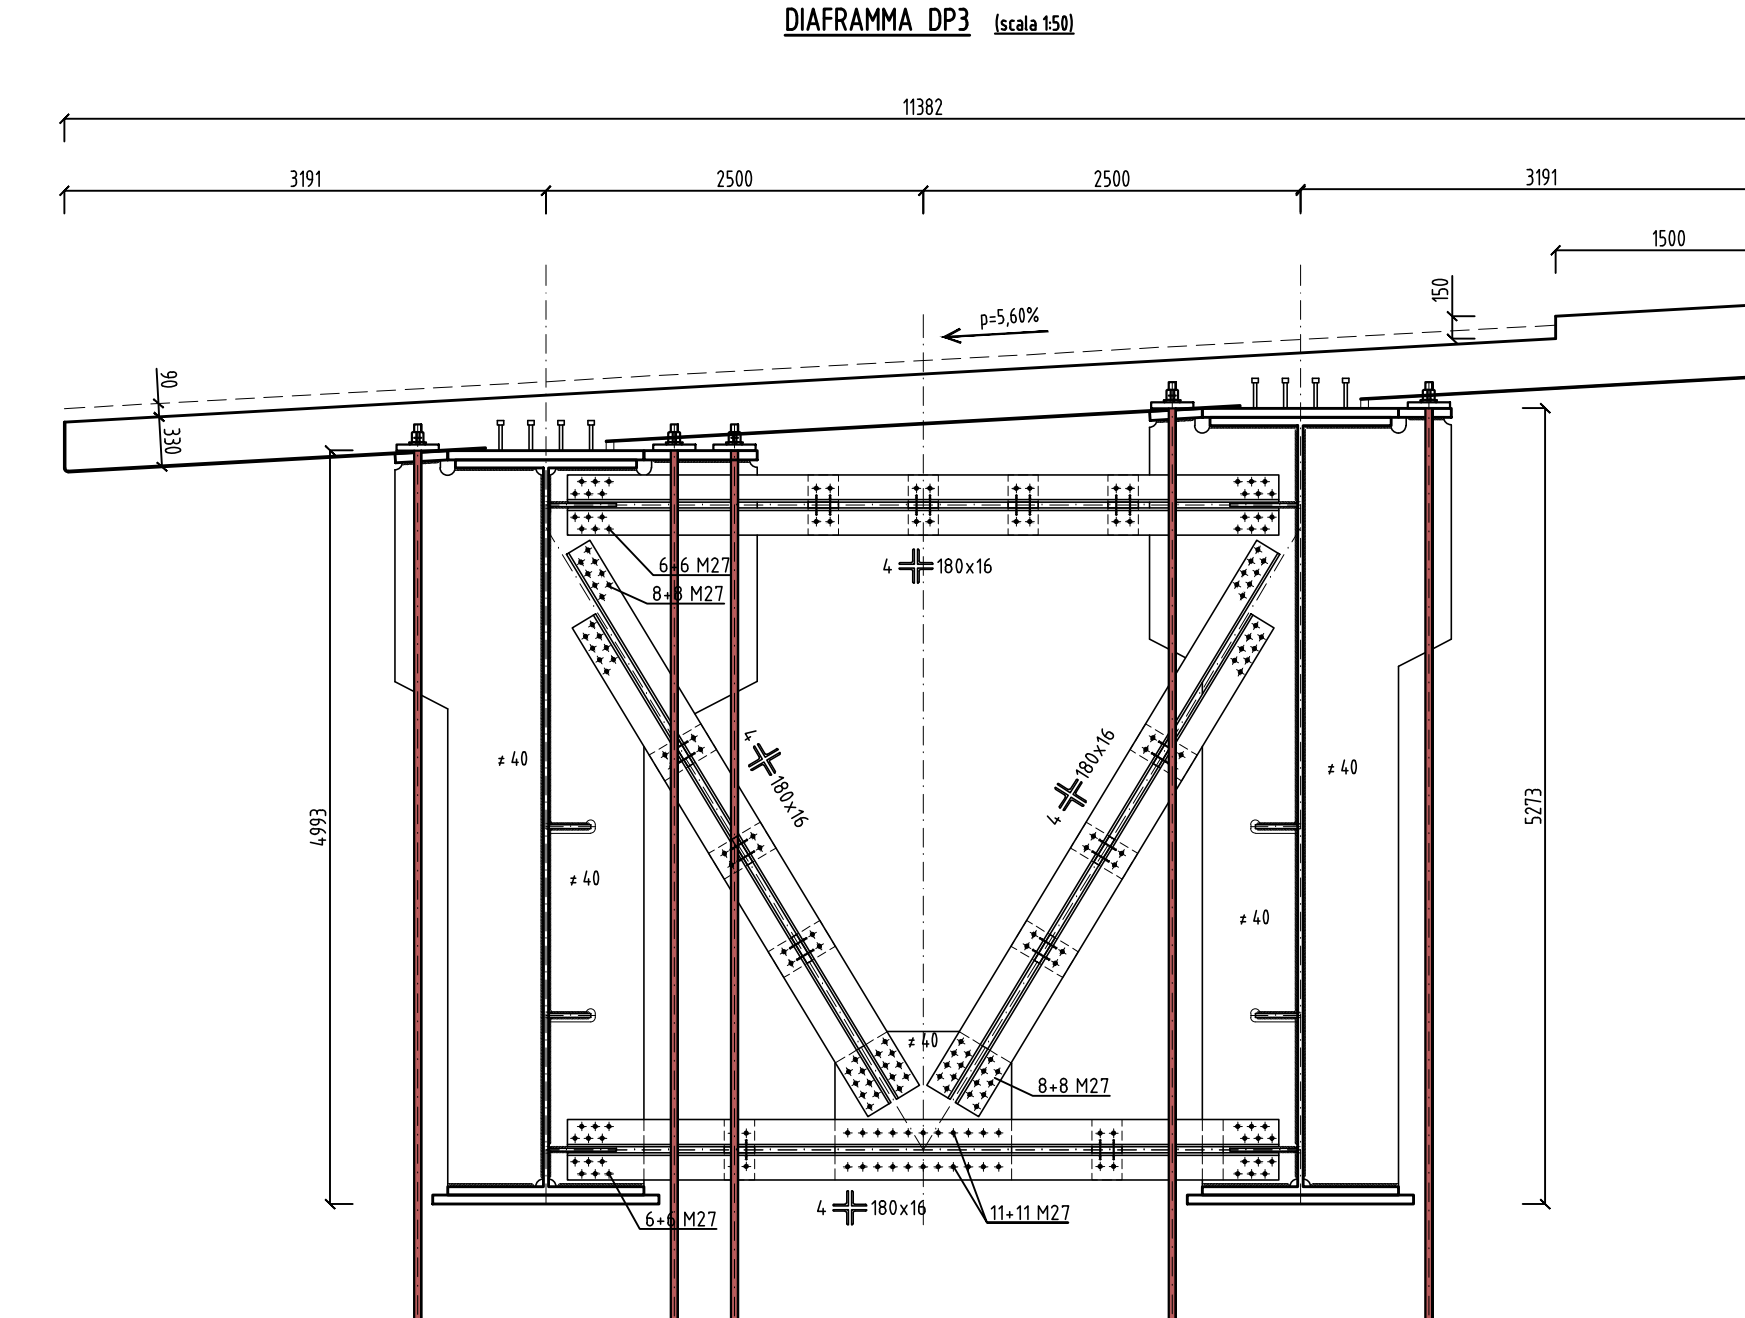 DIAFRAMMA DP3 (scala 1:50)
11382
3191 2500 2500 3191
1500
150
p=5,60%
90
330
6+6 M27
8+8 M27
4 180x16
≠ 40
≠ 40
4 180x16
4 180x16
≠ 40
≠ 40
4993
5273
≠ 40
8+8 M27
4 180x16
6+6 M27
11+11 M27